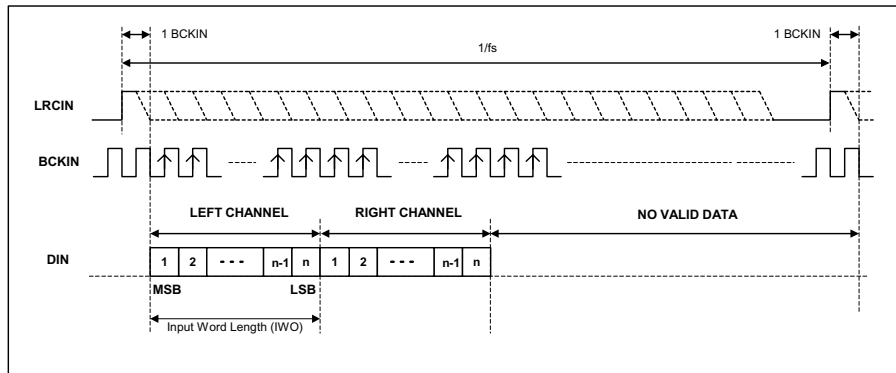 1 BCKIN
1 BCKIN
1/fs
LRCIN
BCKIN
LEFT CHANNEL
RIGHT CHANNEL
NO VALID DATA
DIN
1 2 - - - n-1 n 1 2 - - - n-1 n
MSB
LSB
Input Word Length (IWO)